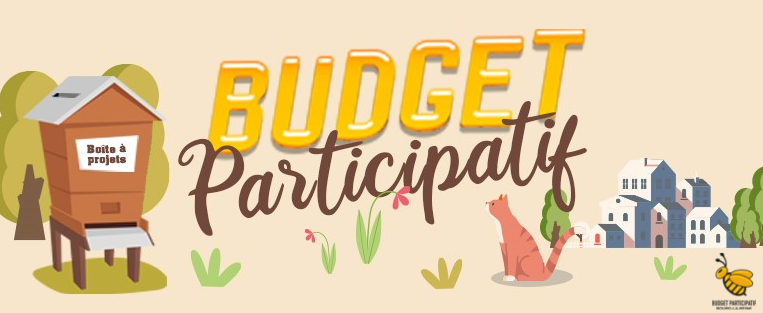 BUDGET
Participatif
Boîte à
projets
BUDGET PARTICIPATIF